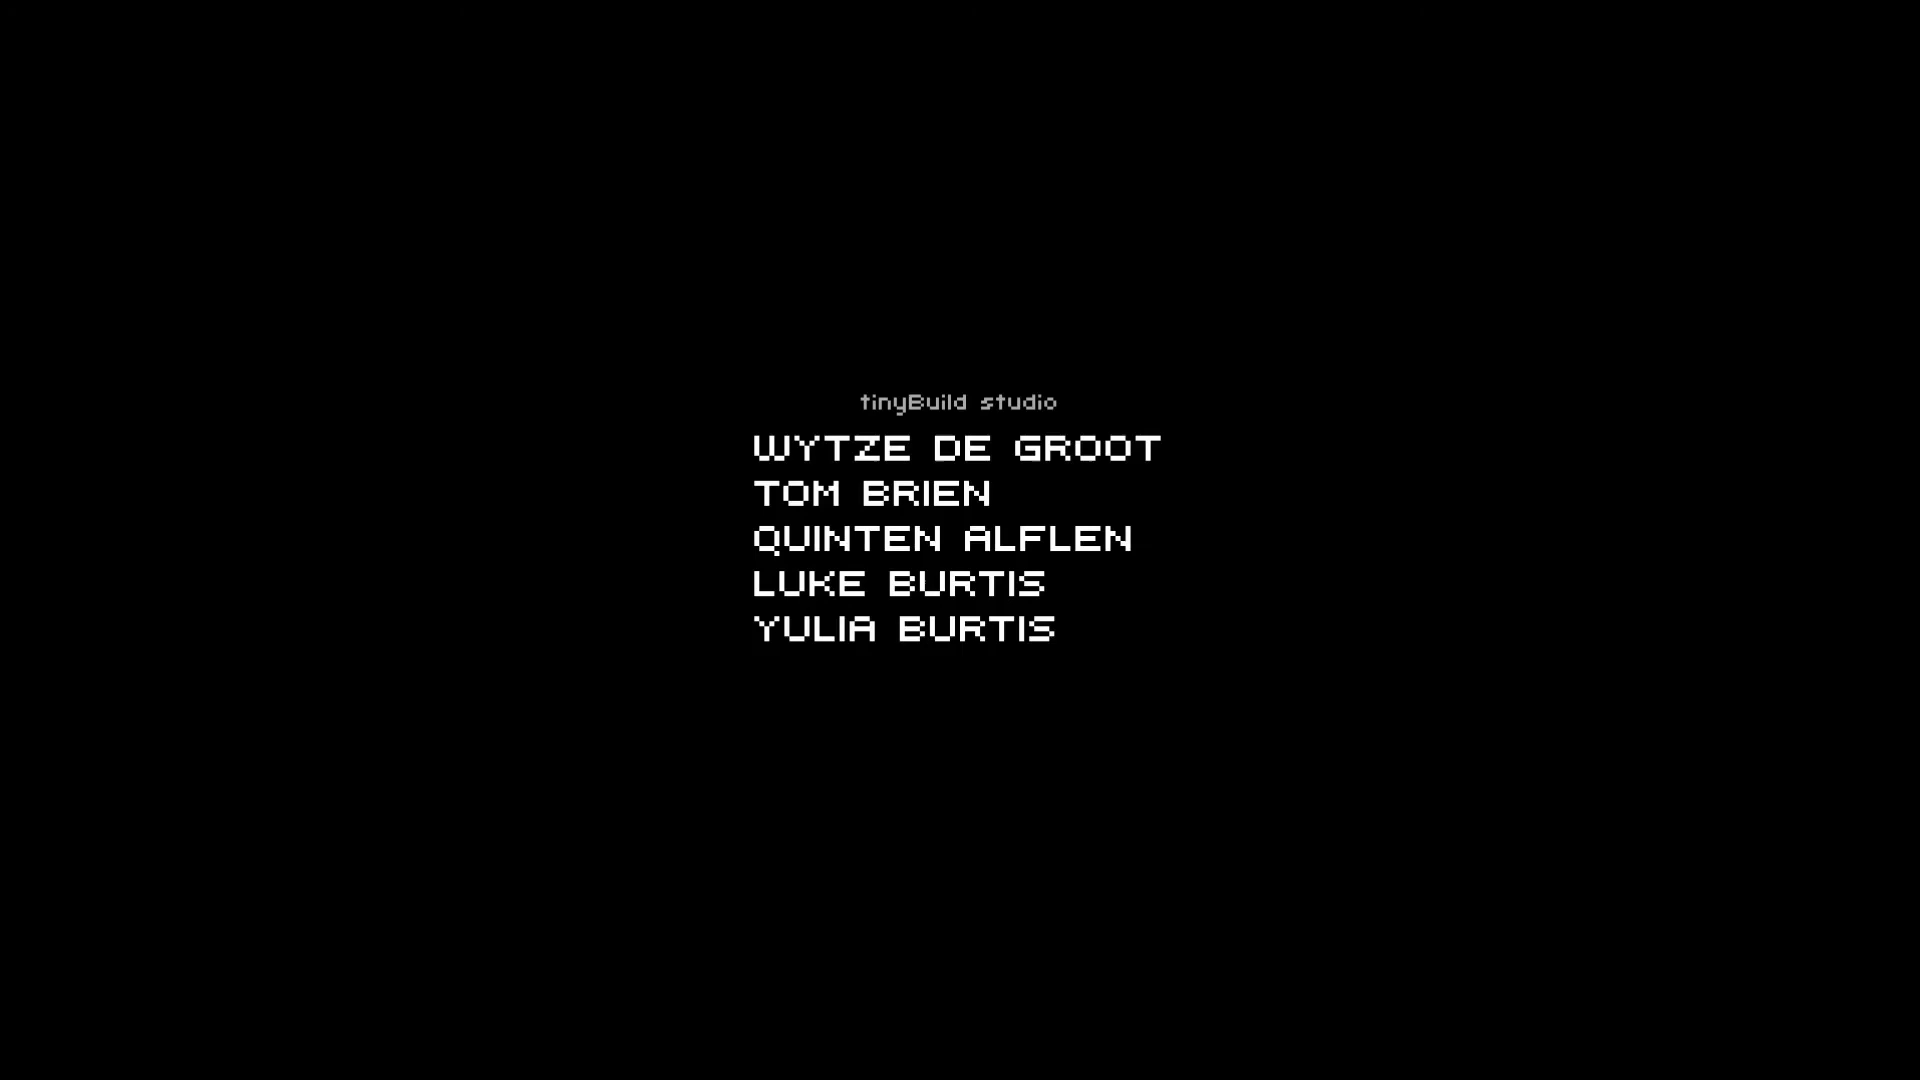 tinyBuild studio
WYTZE DE GROOT
TOM BRIEN
QUINTEN ALFLEN
LUKE BURTIS
YULIA BURTIS